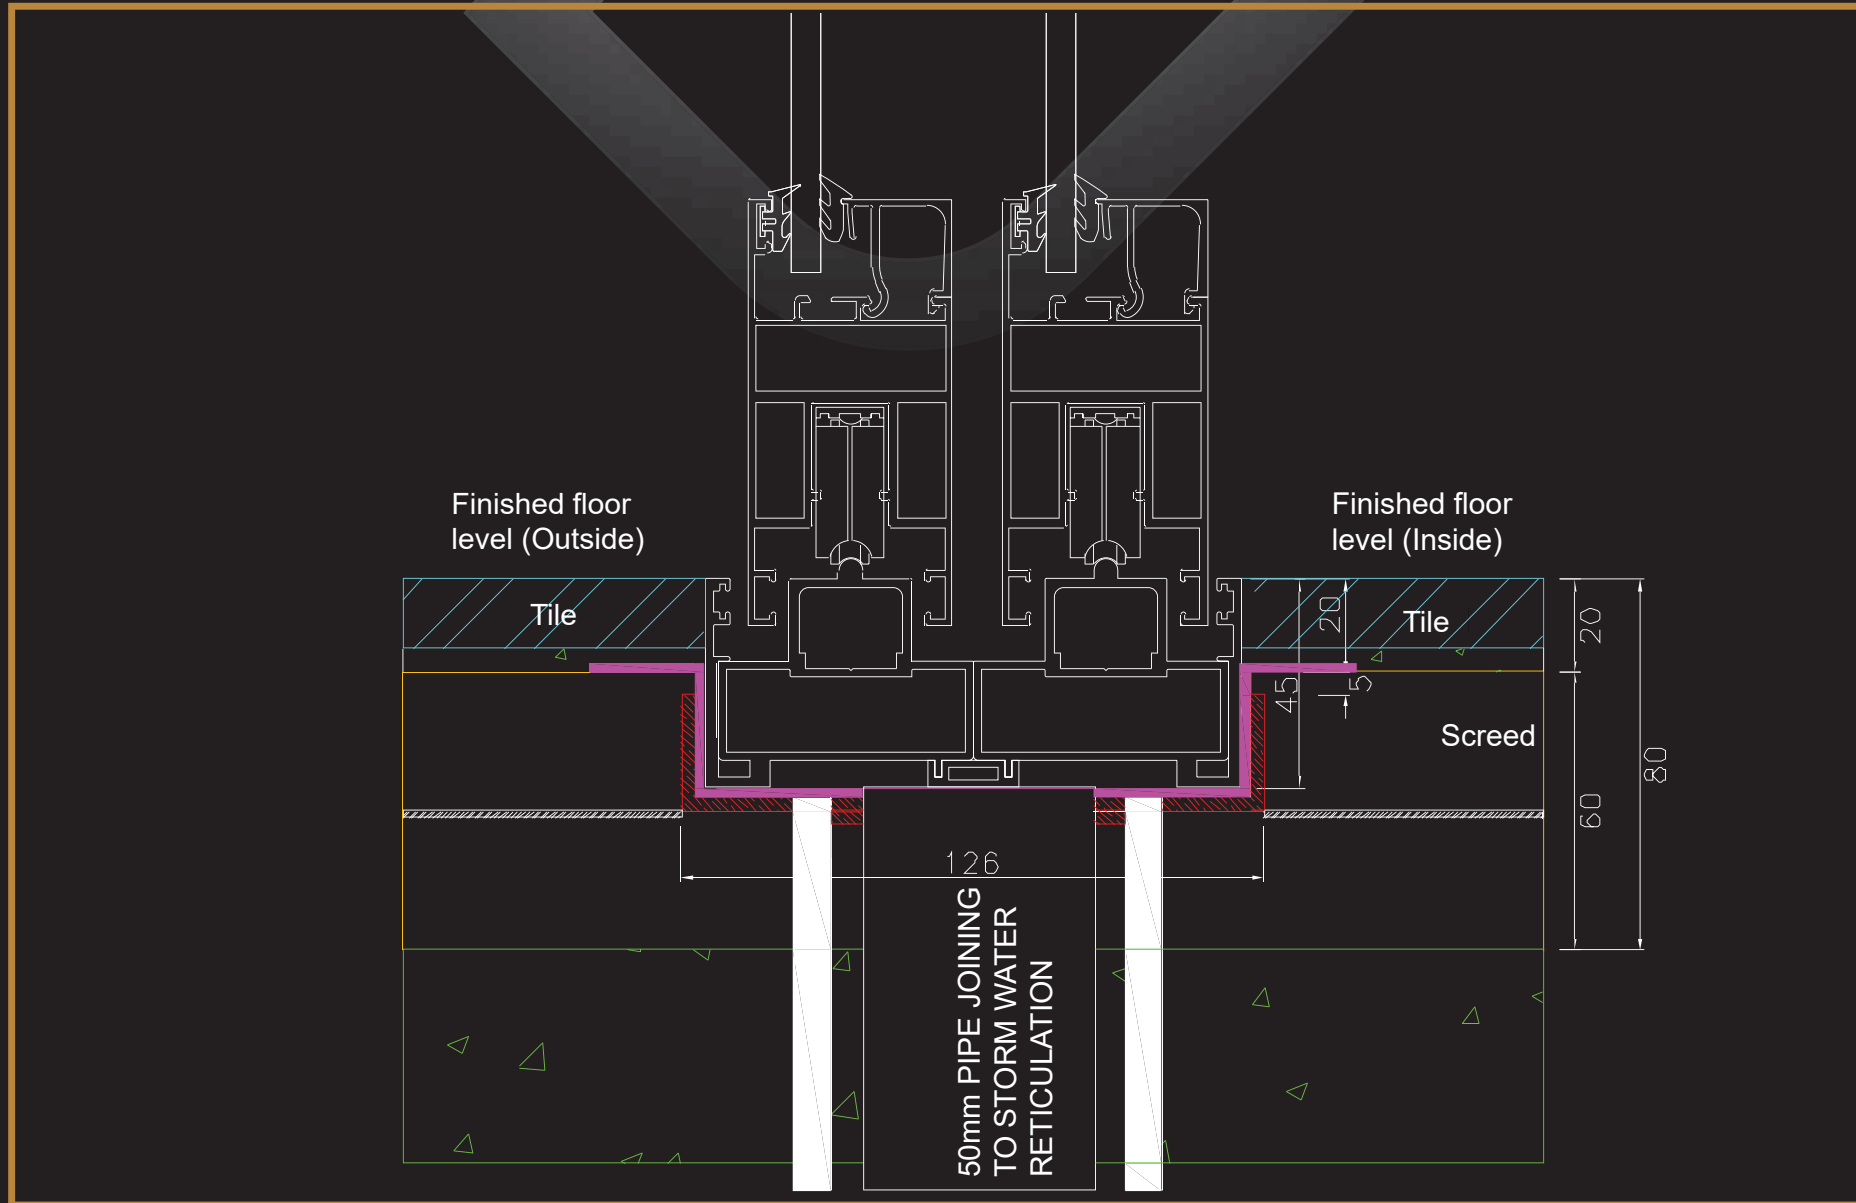 Finished floor
level (Outside)
Finished floor
level (Inside)
Tile
20
Tile
20
45
5
Screed
80
60
126
50mm PIPE JOINING
TO STORM WATER
RETICULATION